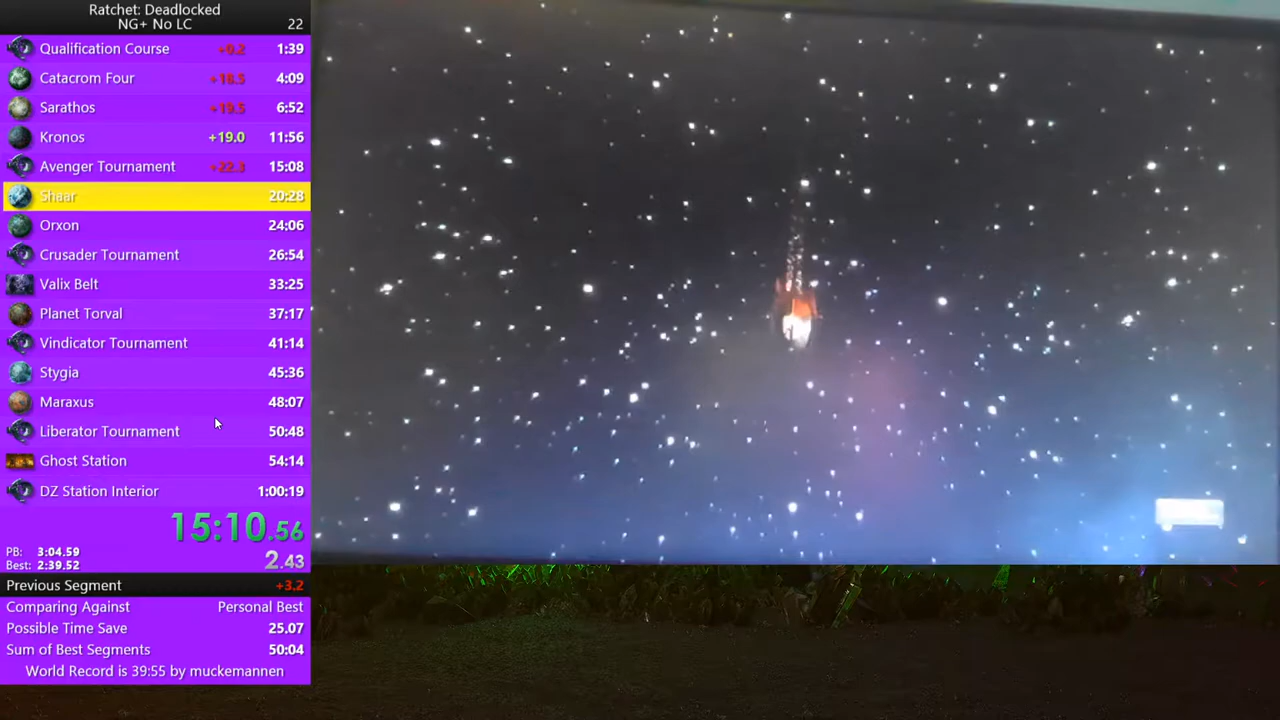 Ratchet: Deadlocked
NG+ No LC 22
Qualification Course +0.2 1:39
Catacrom Four +18.5 4:09
Sarathos +19.5 6:52
Kronos +19.0 11:56
Avenger Tournament +22.3 15:08
Shaar 20:28
Orxon 24:06
Crusader Tournament 26:54
Valix Belt 33:25
Planet Torval 37:17
Vindicator Tournament 41:14
Stygia 45:36
Maraxus 48:07
Liberator Tournament 50:48
Ghost Station 54:14
DZ Station Interior 1:00:19
15:10.56
PB: 3:04.59
Best: 2:39.52 2.43
Previous Segment +3.2
Comparing Against Personal Best
Possible Time Save 25.07
Sum of Best Segments 50:04
World Record is 39:55 by muckemannen